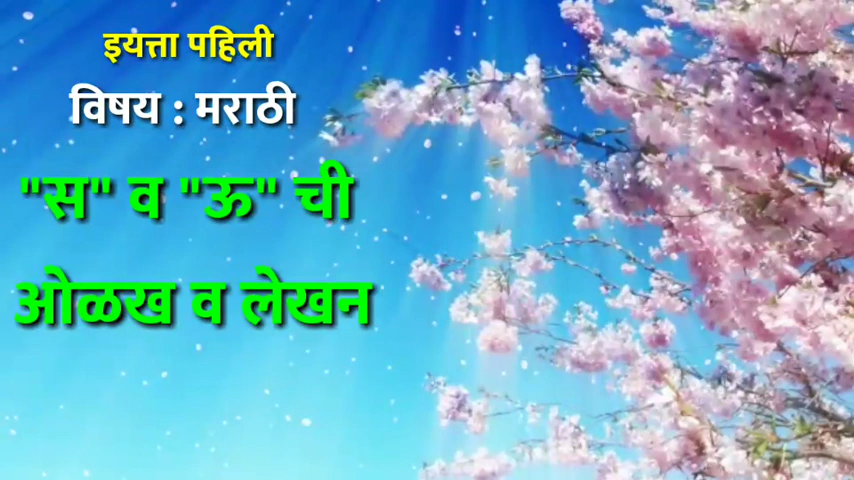 इयत्ता पहिली
विषय : मराठी
"स" व "ऊ" ची
ओळख व लेखन